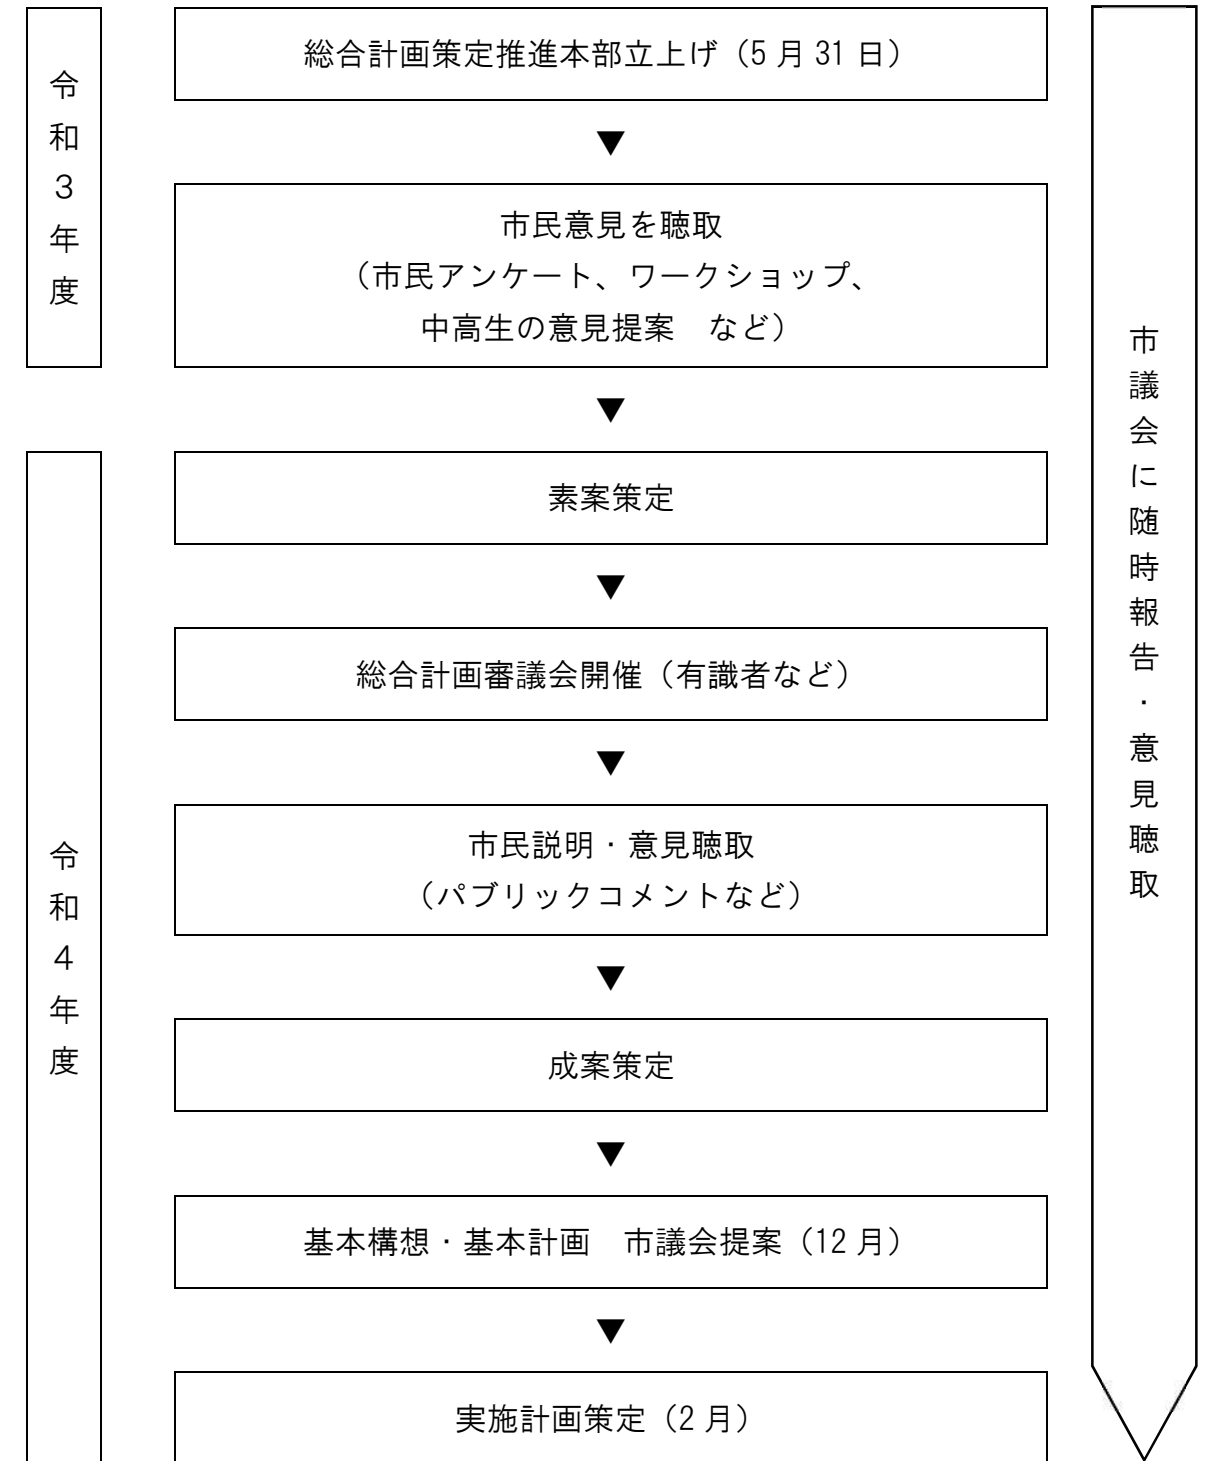 令和３年度
総合計画策定推進本部立上げ（5 月 31 日）
▼
市民意見を聴取
（市民アンケート、ワークショップ、
中高生の意見提案　など）
▼
令和４年度
素案策定
▼
総合計画審議会開催（有識者など）
▼
市民説明・意見聴取
（パブリックコメントなど）
▼
成案策定
▼
基本構想・基本計画　市議会提案（12 月）
▼
実施計画策定（2 月）
市議会に随時報告・意見聴取